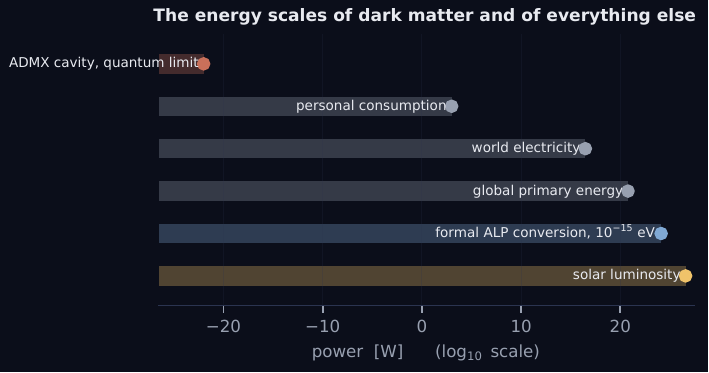 The energy scales of dark matter and of everything else
ADMX cavity, quantum limit
personal consumption
world electricity
global primary energy
formal ALP conversion, 10⁻¹⁵ eV
solar luminosity
−20 −10 0 10 20
power [W] (log₁₀ scale)